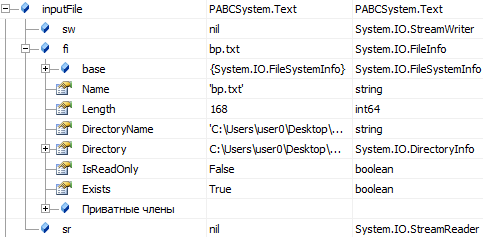 inputFile PABCSystem.Text PABCSystem.Text
sw nil System.IO.StreamWriter
fi bp.txt System.IO.FileInfo
base {System.IO.FileSystemInfo} System.IO.FileSystemInfo
Name 'bp.txt' string
Length 168 int64
DirectoryName 'C:\Users\user0\Desktop\... string
Directory C:\Users\user0\Desktop\... System.IO.DirectoryInfo
IsReadOnly False boolean
Exists True boolean
Приватные члены
sr nil System.IO.StreamReader